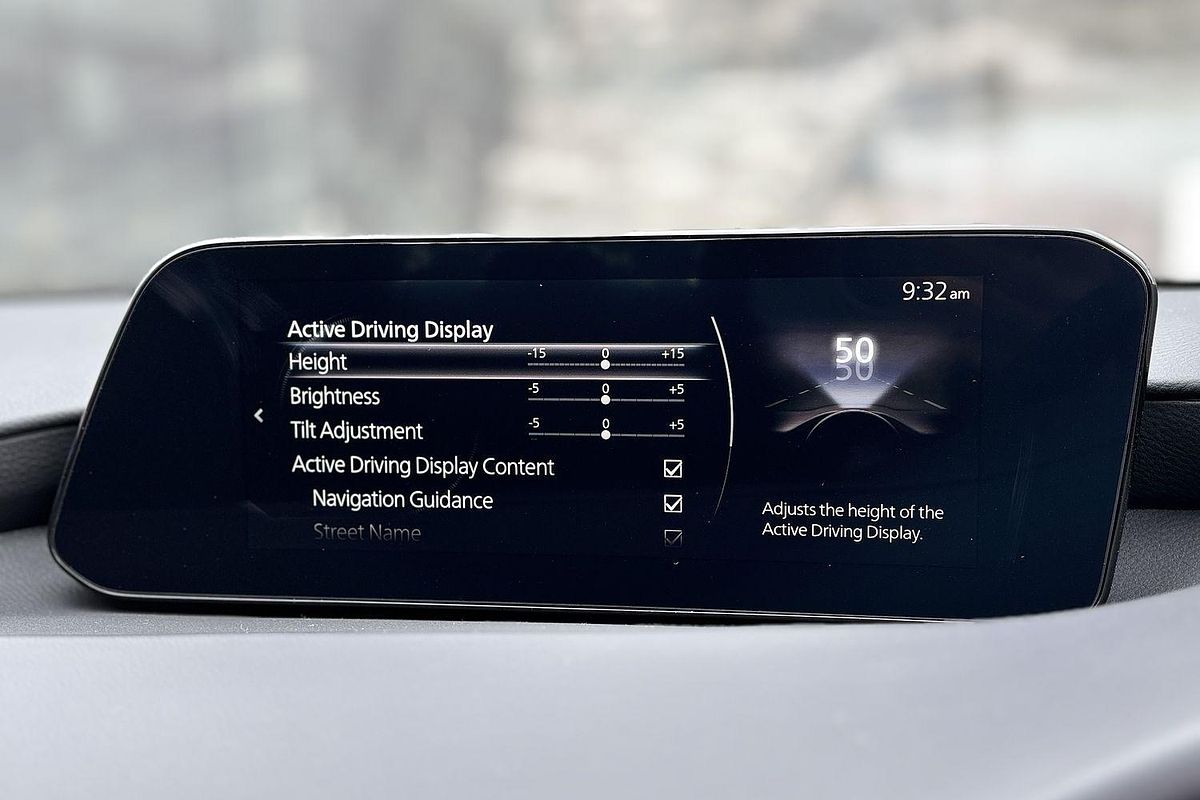 9:32 am
Active Driving Display
Height -15 0 +15
Brightness -5 0 +5
Tilt Adjustment -5 0 +5
Active Driving Display Content
Navigation Guidance
Street Name
50
50
Adjusts the height of the
Active Driving Display.